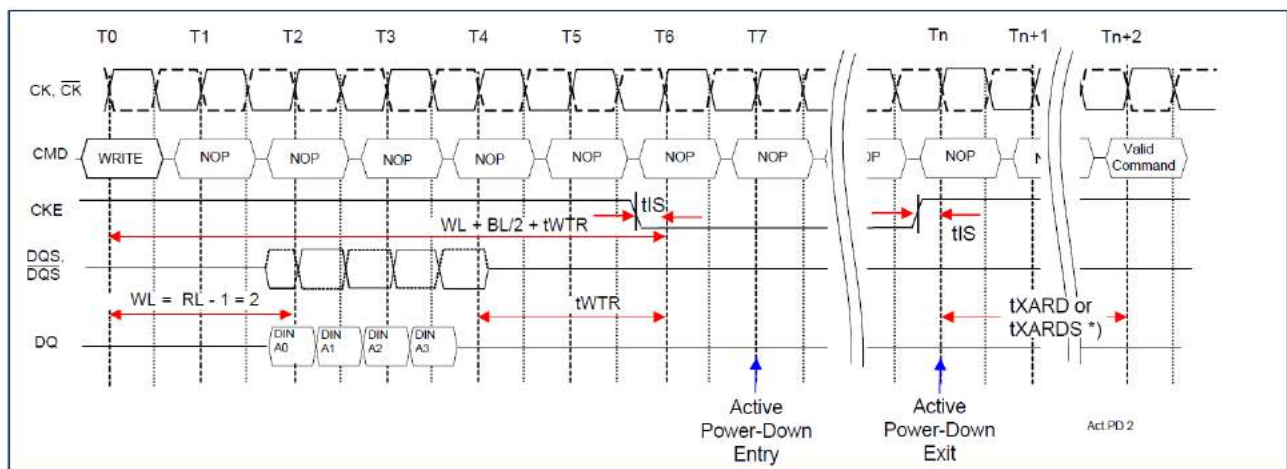 T0 T1 T2 T3 T4 T5 T6 T7 Tn Tn+1 Tn+2
CK, CK
CMD WRITE NOP NOP NOP NOP NOP NOP NOP NOP Valid
Command
CKE tIS
WL + BL/2 + tWTR tIS
DQS,
DQS
WL = RL - 1 = 2 tWTR tXARD or
tXARDS *)
DQ DIN DIN DIN DIN
A0 A1 A2 A3
Active Active
Power-Down Power-Down Act.PD 2
Entry Exit